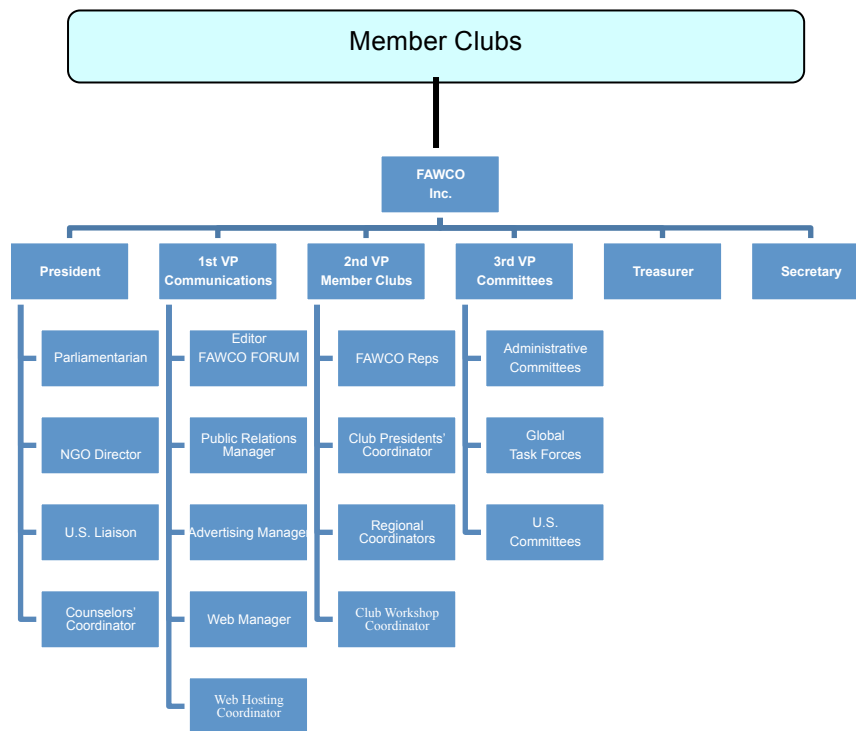 Member Clubs
FAWCO
Inc.
President
1st VP
Communications
2nd VP
Member Clubs
3rd VP
Committees
Treasurer
Secretary
Parliamentarian
NGO Director
U.S. Liaison
Counselors'
Coordinator
Editor
FAWCO FORUM
Public Relations
Manager
Advertising Manager
Web Manager
Web Hosting
Coordinator
FAWCO Reps
Club Presidents'
Coordinator
Regional
Coordinators
Club Workshop
Coordinator
Administrative
Committees
Global
Task Forces
U.S.
Committees